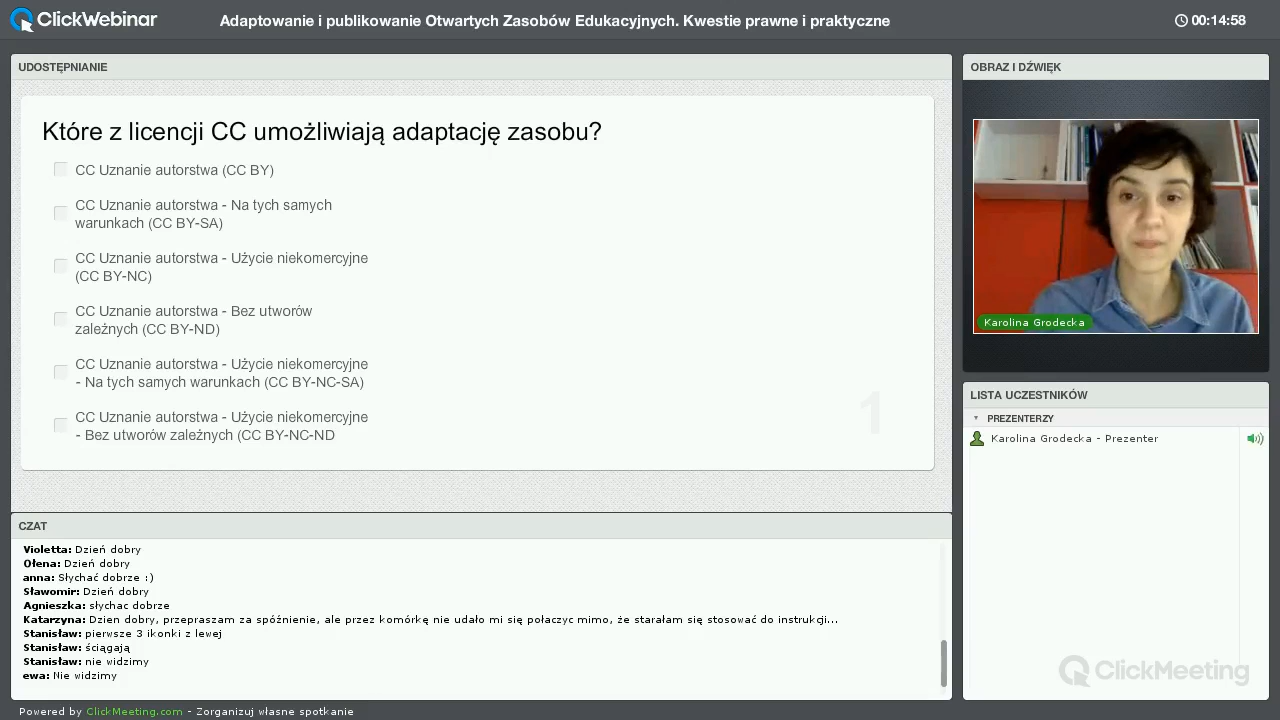 ClickWebinar
Adaptowanie i publikowanie Otwartych Zasobów Edukacyjnych. Kwestie prawne i praktyczne
00:14:58
UDOSTĘPNIANIE
Które z licencji CC umożliwiają adaptację zasobu?
CC Uznanie autorstwa (CC BY)
CC Uznanie autorstwa - Na tych samych
warunkach (CC BY-SA)
CC Uznanie autorstwa - Użycie niekomercyjne
(CC BY-NC)
CC Uznanie autorstwa - Bez utworów
zależnych (CC BY-ND)
CC Uznanie autorstwa - Użycie niekomercyjne
- Na tych samych warunkach (CC BY-NC-SA)
CC Uznanie autorstwa - Użycie niekomercyjne
- Bez utworów zależnych (CC BY-NC-ND
1
CZAT
Violetta: Dzień dobry
Ołena: Dzień dobry
anna: Słychać dobrze :)
Sławomir: Dzień dobry
Agnieszka: słychac dobrze
Katarzyna: Dzien dobry, przepraszam za spóźnienie, ale przez komórkę nie udało mi się połaczyc mimo, że starałam się stosować do instrukcji...
Stanisław: pierwsze 3 ikonki z lewej
Stanisław: ściągają
Stanisław: nie widzimy
ewa: Nie widzimy
OBRAZ I DŹWIĘK
Karolina Grodecka
LISTA UCZESTNIKÓW
PREZENTERZY
Karolina Grodecka - Prezenter
ClickMeeting
Powered by ClickMeeting.com - Zorganizuj własne spotkanie